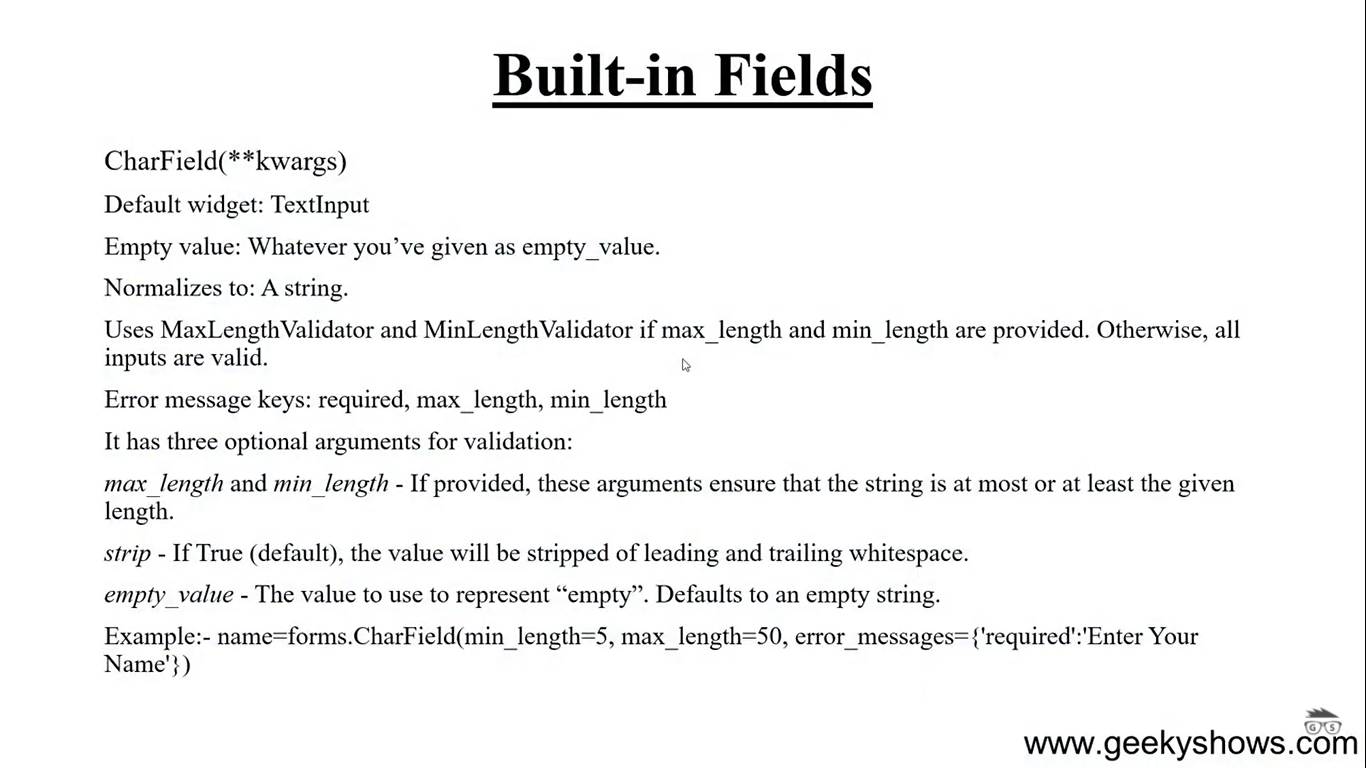 Built-in Fields
CharField(**kwargs)
Default widget: TextInput
Empty value: Whatever you’ve given as empty_value.
Normalizes to: A string.
Uses MaxLengthValidator and MinLengthValidator if max_length and min_length are provided. Otherwise, all
inputs are valid.
Error message keys: required, max_length, min_length
It has three optional arguments for validation:
max_length and min_length - If provided, these arguments ensure that the string is at most or at least the given
length.
strip - If True (default), the value will be stripped of leading and trailing whitespace.
empty_value - The value to use to represent “empty”. Defaults to an empty string.
Example:- name=forms.CharField(min_length=5, max_length=50, error_messages={'required':'Enter Your
Name'})
G S
www.geekyshows.com